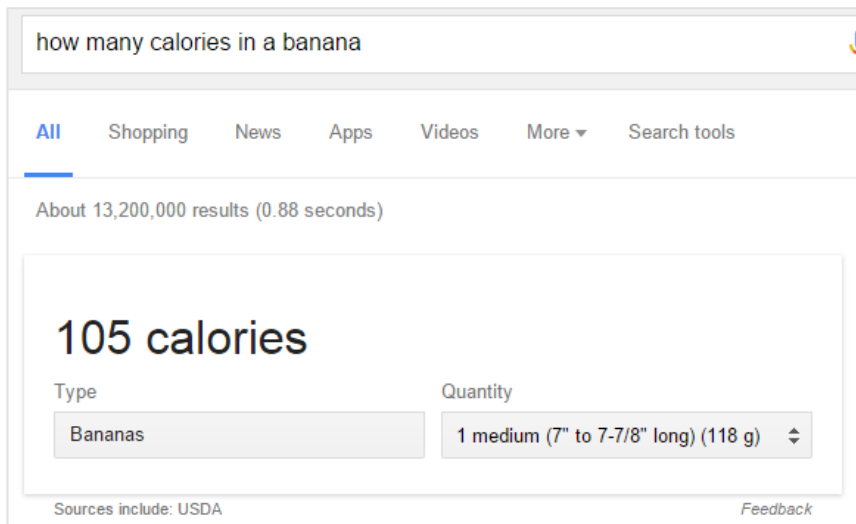 how many calories in a banana
All Shopping News Apps Videos More Search tools
About 13,200,000 results (0.88 seconds)
105 calories
Type Quantity
Bananas 1 medium (7" to 7-7/8" long) (118 g)
Sources include: USDA Feedback